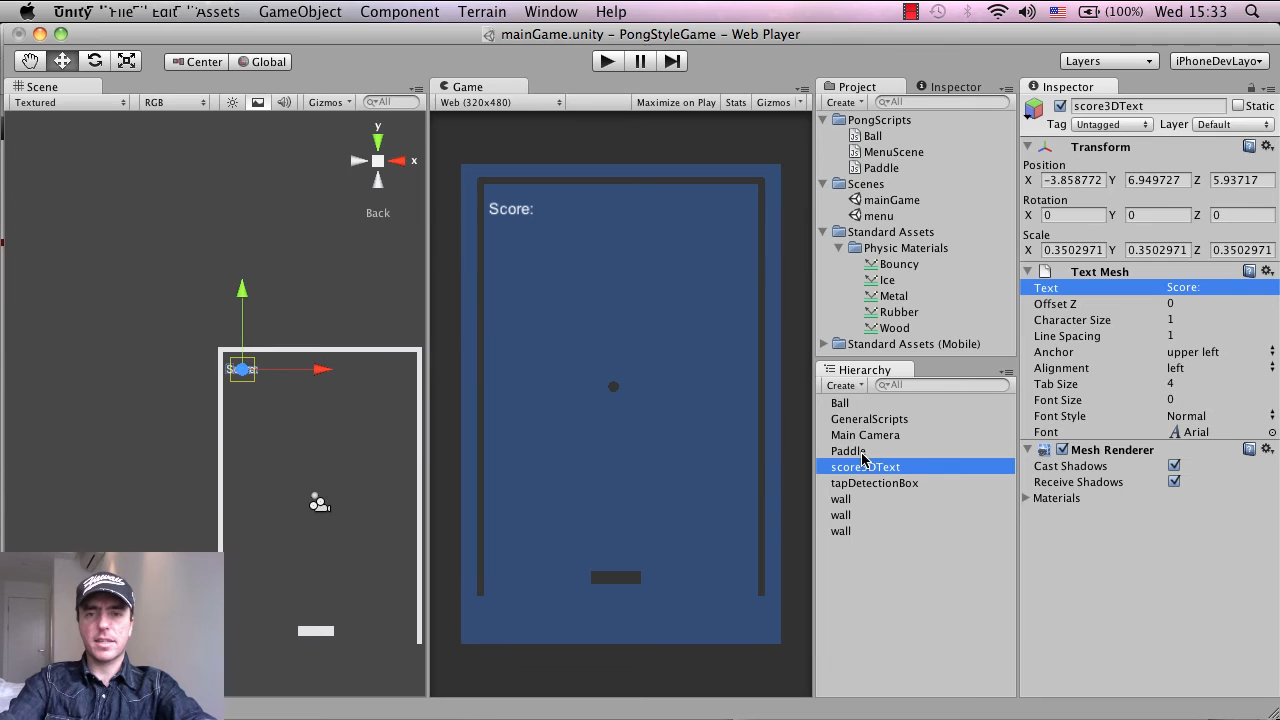 Unity File Edit Assets GameObject Component Terrain Window Help (100%) Wed 15:33
mainGame.unity - PongStyleGame - Web Player
Center Global Layers iPhoneDevLayo
Scene
Textured RGB Gizmos All
y
x
Back
Score:
Game
Web (320x480) Maximize on Play Stats Gizmos
Score:
Project Inspector
Create All
PongScripts
Ball
MenuScene
Paddle
Scenes
mainGame
menu
Standard Assets
Physic Materials
Bouncy
Ice
Metal
Rubber
Wood
Standard Assets (Mobile)
Hierarchy
Create All
Ball
GeneralScripts
Main Camera
Paddle
score3DText
tapDetectionBox
wall
wall
wall
Inspector
score3DText Static
Tag Untagged Layer Default
Transform
Position
X -3.858772 Y 6.949727 Z 5.93717
Rotation
X 0 Y 0 Z 0
Scale
X 0.3502971 Y 0.3502971 Z 0.3502971
Text Mesh
Text Score:
Offset Z 0
Character Size 1
Line Spacing 1
Anchor upper left
Alignment left
Tab Size 4
Font Size 0
Font Style Normal
Font Arial
Mesh Renderer
Cast Shadows
Receive Shadows
Materials